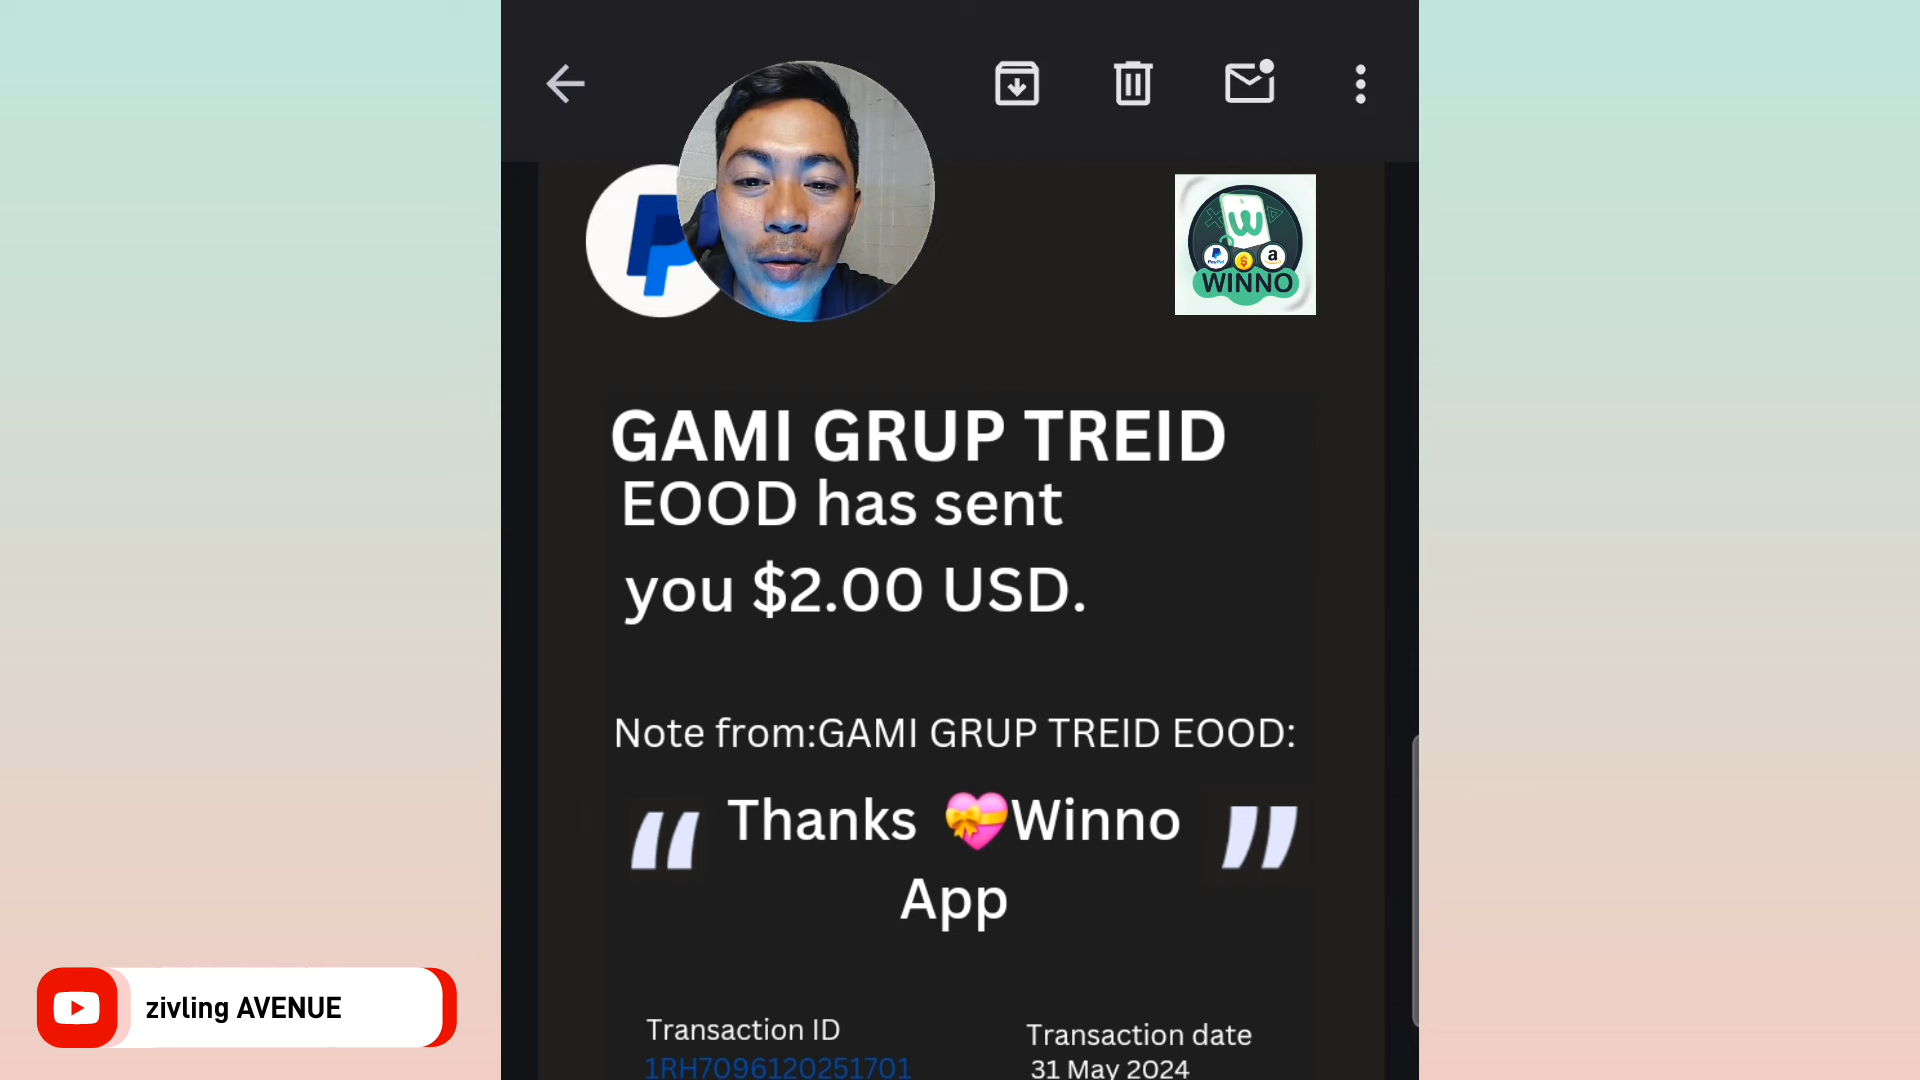 W
PayPal
$
a
WINNO
GAMI GRUP TREID
EOOD has sent
you $2.00 USD.
Note from:GAMI GRUP TREID EOOD:
“ Thanks 💝Winno ”
App
zivling AVENUE
Transaction ID
Transaction date
1RH7096120251701
31 May 2024